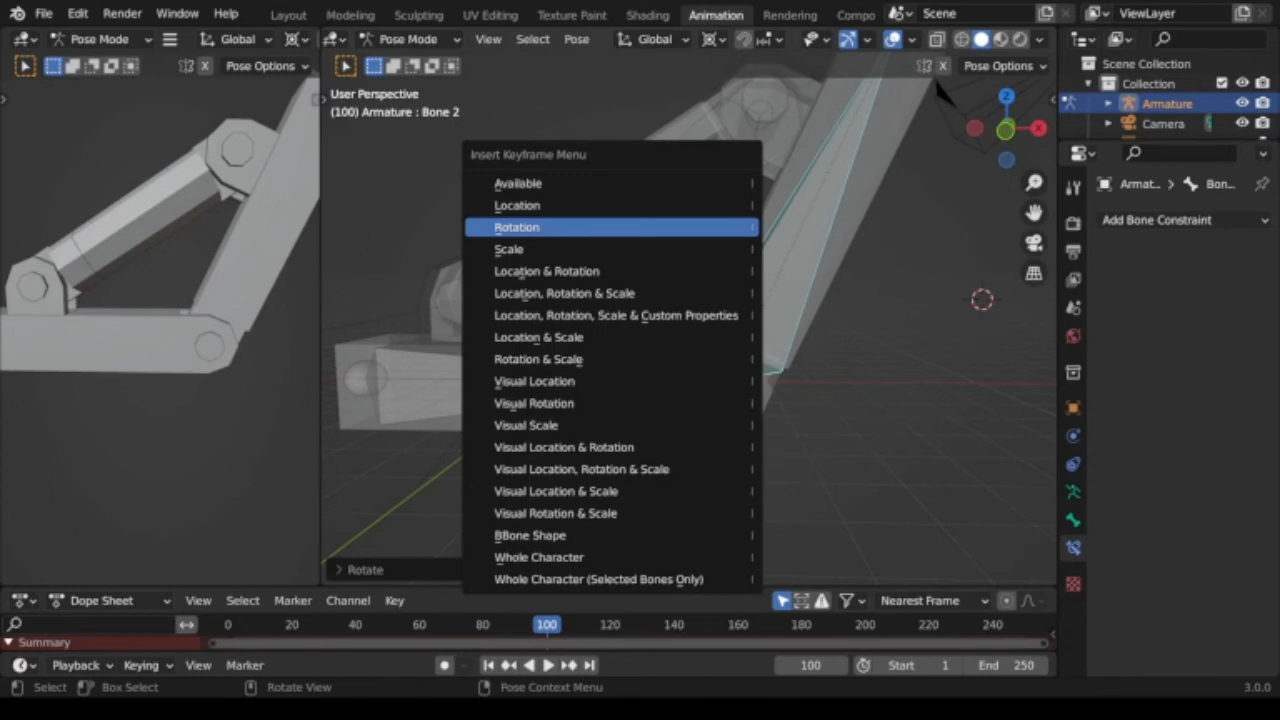 File Edit Render Window Help Layout Modeling Sculpting UV Editing Texture Paint Shading Animation Rendering Compo Scene ViewLayer
Pose Mode Global Pose Mode View Select Pose Global
X Pose Options X Pose Options
Scene Collection
Collection
Armature
Camera
User Perspective
(100) Armature : Bone 2
Z
X
Insert Keyframe Menu
Available
Location
Rotation
Scale
Location & Rotation
Location, Rotation & Scale
Location, Rotation, Scale & Custom Properties
Location & Scale
Rotation & Scale
Visual Location
Visual Rotation
Visual Scale
Visual Location & Rotation
Visual Location, Rotation & Scale
Visual Location & Scale
Visual Rotation & Scale
BBone Shape
Whole Character
Whole Character (Selected Bones Only)
Armat... Bon...
Add Bone Constraint
Rotate
Dope Sheet View Select Marker Channel Key Nearest Frame
0 20 40 60 80 100 120 140 160 180 200 220 240
Summary
Playback Keying View Marker 100 Start 1 End 250
Select Box Select Rotate View Pose Context Menu 3.0.0